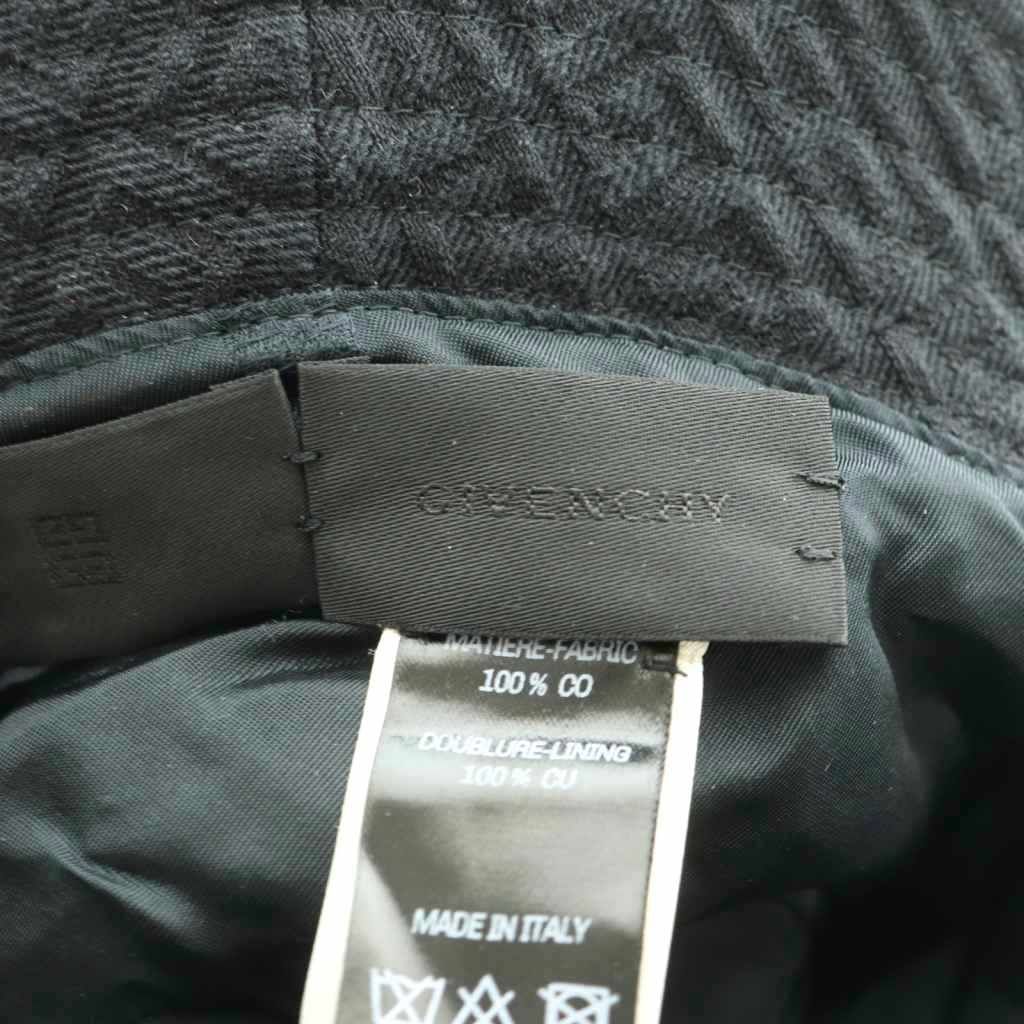 GIVENCHY
MATIERE-FABRIC
100% CO
DOUBLURE-LINING
100% CU
MADE IN ITALY